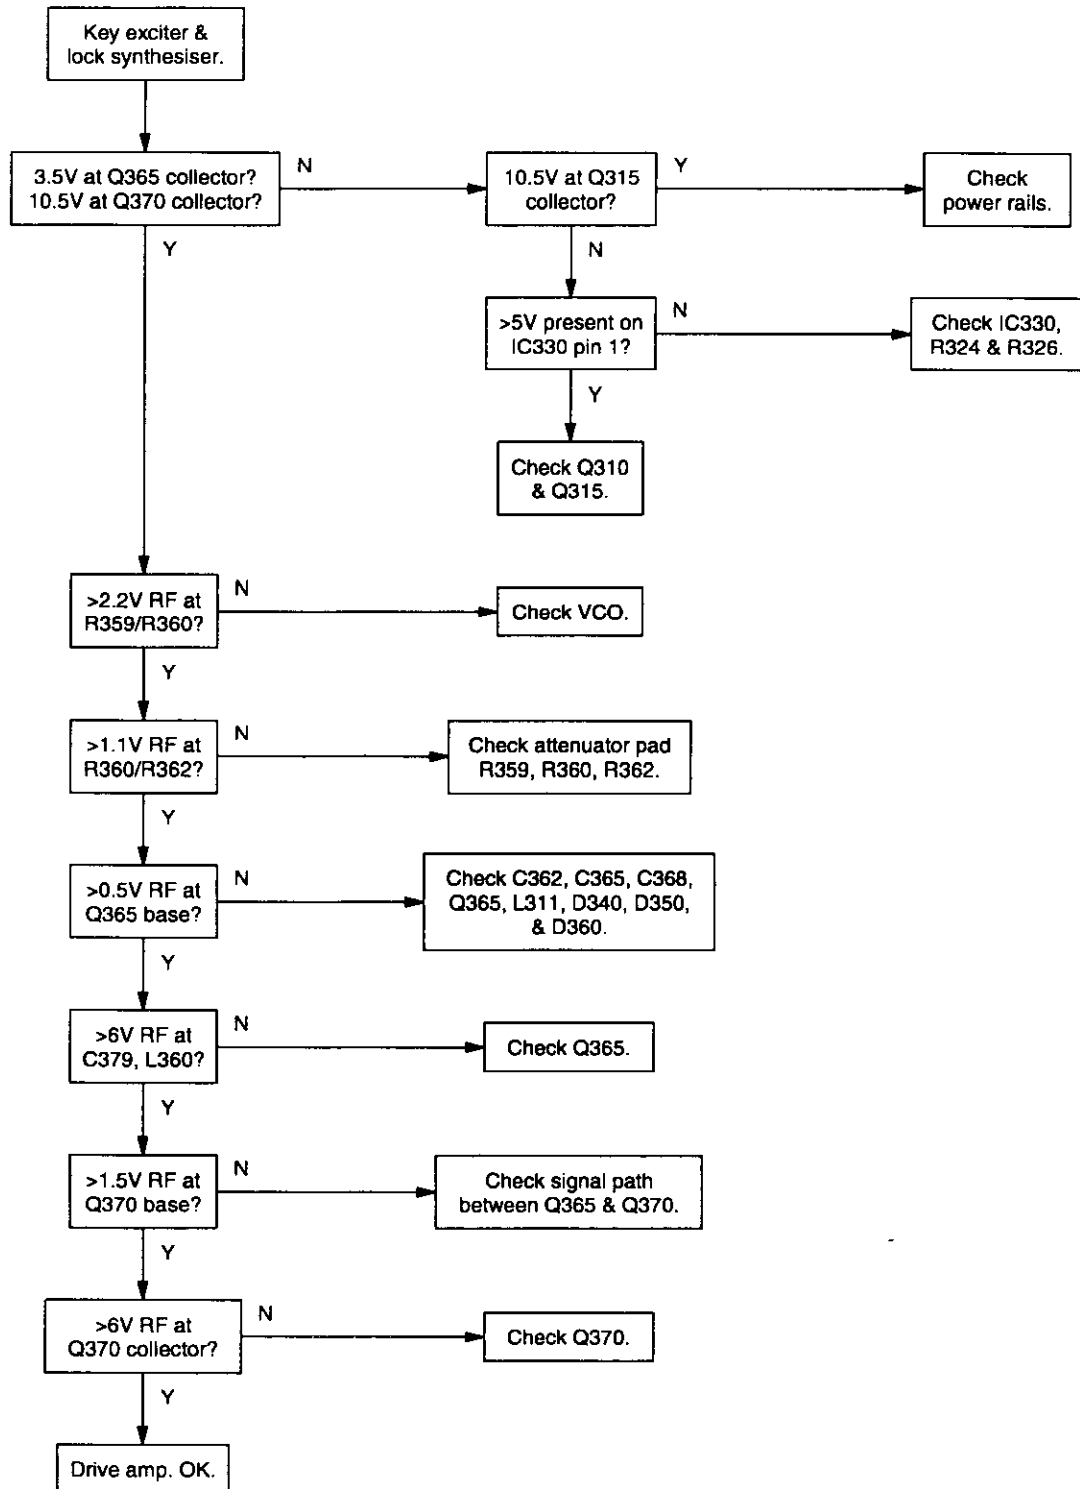 Key exciter &
lock synthesiser.
3.5V at Q365 collector?
10.5V at Q370 collector?
N
10.5V at Q315
collector?
Y
Check
power rails.
Y
N
>5V present on
IC330 pin 1?
N
Check IC330,
R324 & R326.
Y
Check Q310
& Q315.
>2.2V RF at
R359/R360?
N
Check VCO.
Y
>1.1V RF at
R360/R362?
N
Check attenuator pad
R359, R360, R362.
Y
>0.5V RF at
Q365 base?
N
Check C362, C365, C368,
Q365, L311, D340, D350,
& D360.
Y
>6V RF at
C379, L360?
N
Check Q365.
Y
>1.5V RF at
Q370 base?
N
Check signal path
between Q365 & Q370.
Y
>6V RF at
Q370 collector?
N
Check Q370.
Y
Drive amp. OK.